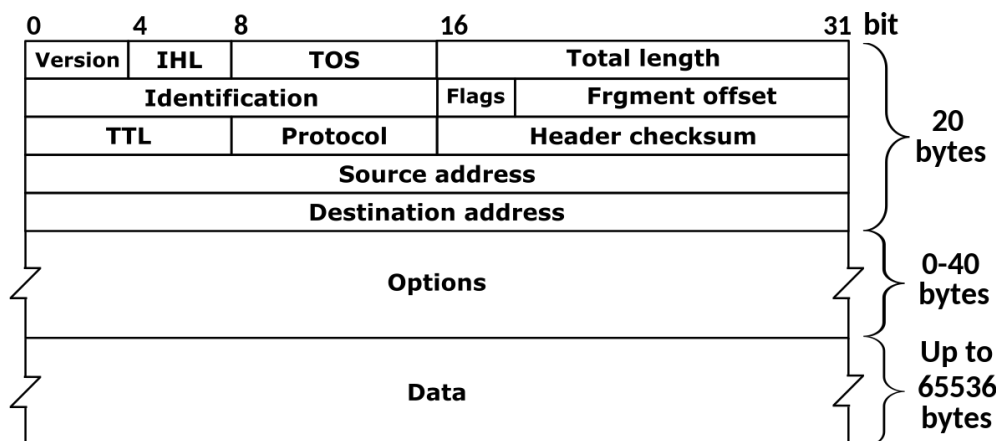 0 4 8 16 31 bit
Version IHL TOS Total length
Identification Flags Frgment offset
TTL Protocol Header checksum
20
bytes
Source address
Destination address
Options
0-40
bytes
Data
Up to
65536
bytes